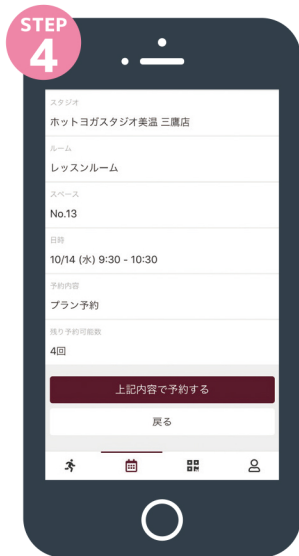 STEP
4
スタジオ
ホットヨガスタジオ美温 三鷹店
ルーム
レッスンルーム
スペース
No.13
日時
10/14 (水) 9:30 - 10:30
予約内容
プラン予約
残り予約可能数
4回
上記内容で予約する
戻る